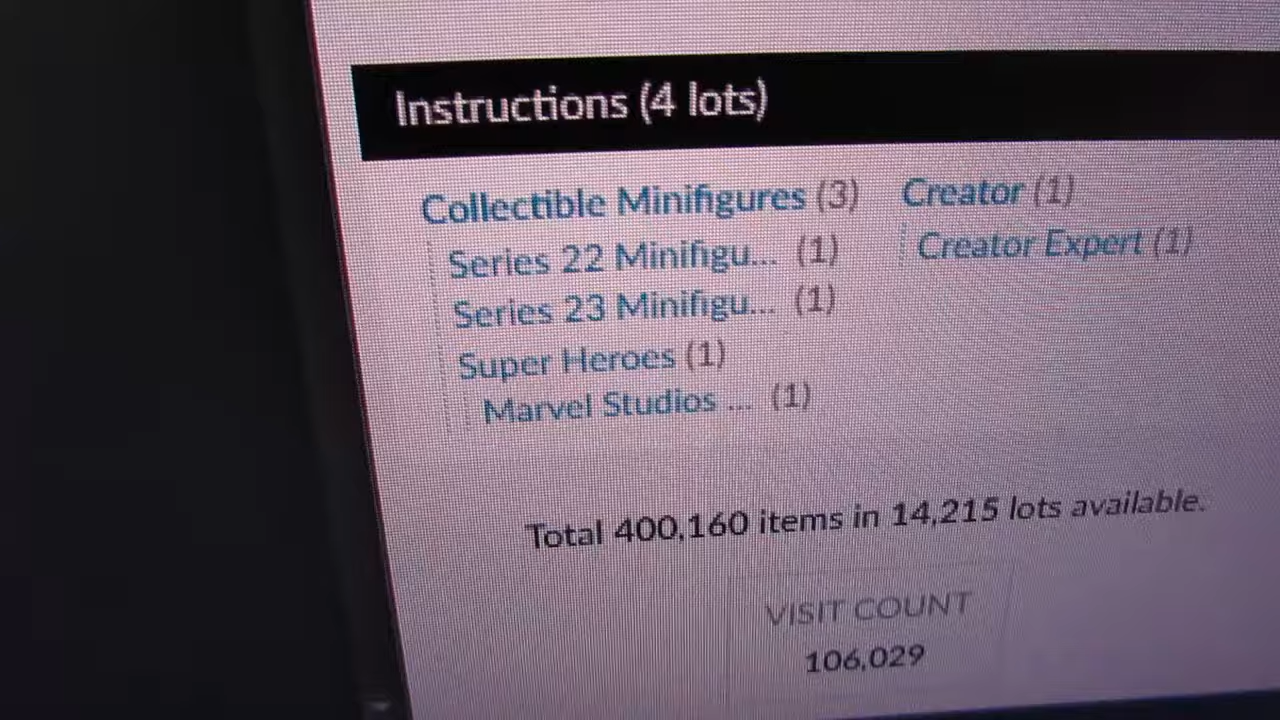 Instructions (4 lots)
Collectible Minifigures (3)
Series 22 Minifigu... (1)
Series 23 Minifigu... (1)
Super Heroes (1)
Marvel Studios ... (1)
Creator (1)
Creator Expert (1)
Total 400,160 items in 14,215 lots available.
VISIT COUNT
106,029